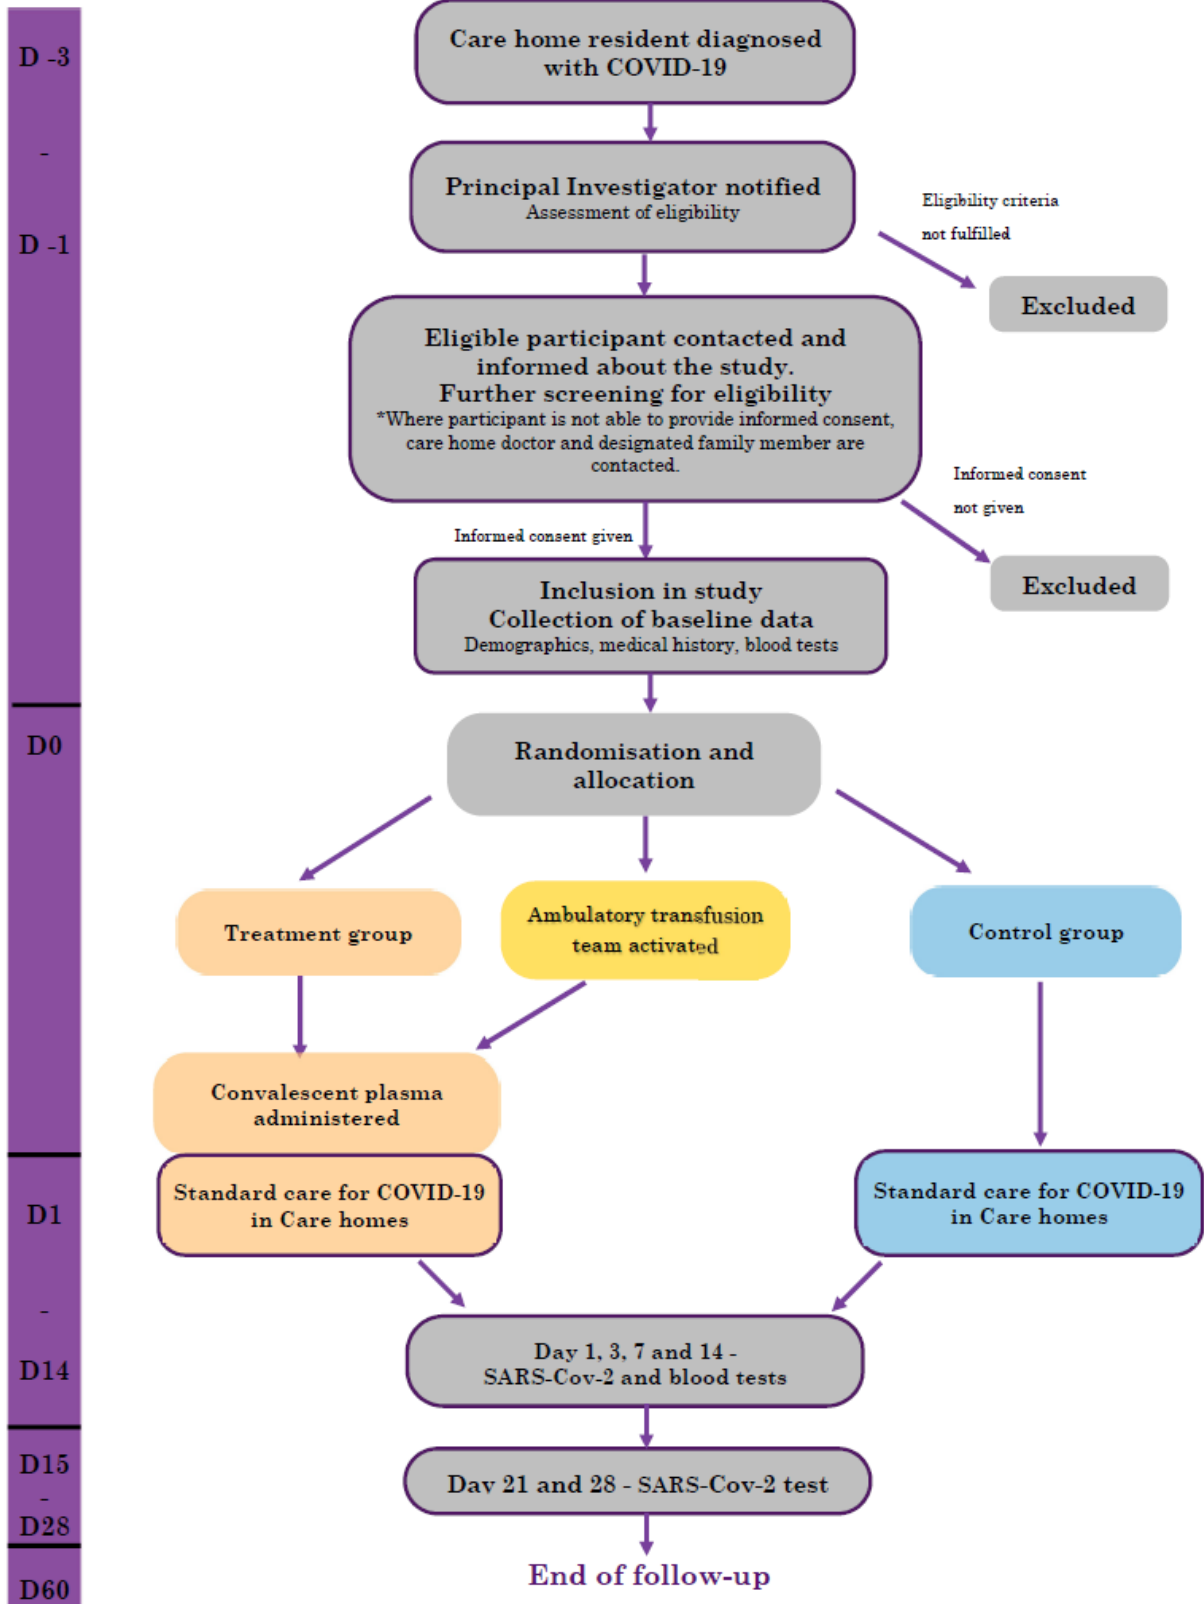 D -3
-
D -1
Care home resident diagnosed
with COVID-19
Principal Investigator notified
Assessment of eligibility
Eligibility criteria
not fulfilled
Excluded
Eligible participant contacted and
informed about the study.
Further screening for eligibility
*Where participant is not able to provide informed consent,
care home doctor and designated family member are
contacted.
Informed consent
not given
Excluded
Informed consent given
Inclusion in study
Collection of baseline data
Demographics, medical history, blood tests
D0
Randomisation and
allocation
Treatment group
Ambulatory transfusion
team activated
Control group
Convalescent plasma
administered
D1
-
D14
Standard care for COVID-19
in Care homes
Standard care for COVID-19
in Care homes
Day 1, 3, 7 and 14 -
SARS-Cov-2 and blood tests
D15
-
D28
Day 21 and 28 - SARS-Cov-2 test
D60
End of follow-up